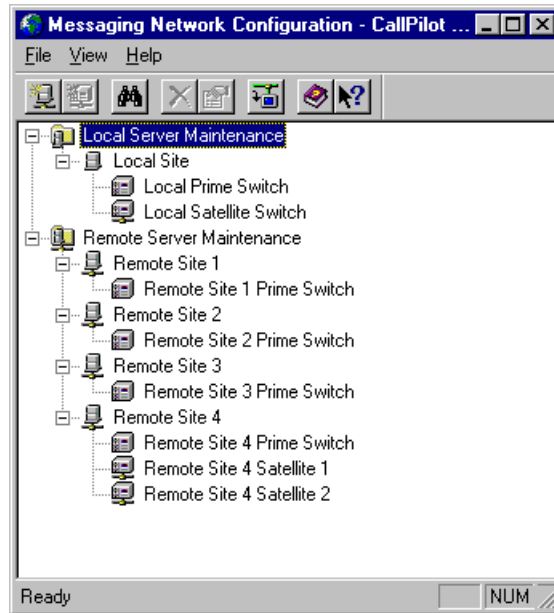 Messaging Network Configuration - CallPilot ...
File View Help
Local Server Maintenance
Local Site
Local Prime Switch
Local Satellite Switch
Remote Server Maintenance
Remote Site 1
Remote Site 1 Prime Switch
Remote Site 2
Remote Site 2 Prime Switch
Remote Site 3
Remote Site 3 Prime Switch
Remote Site 4
Remote Site 4 Prime Switch
Remote Site 4 Satellite 1
Remote Site 4 Satellite 2
Ready NUM